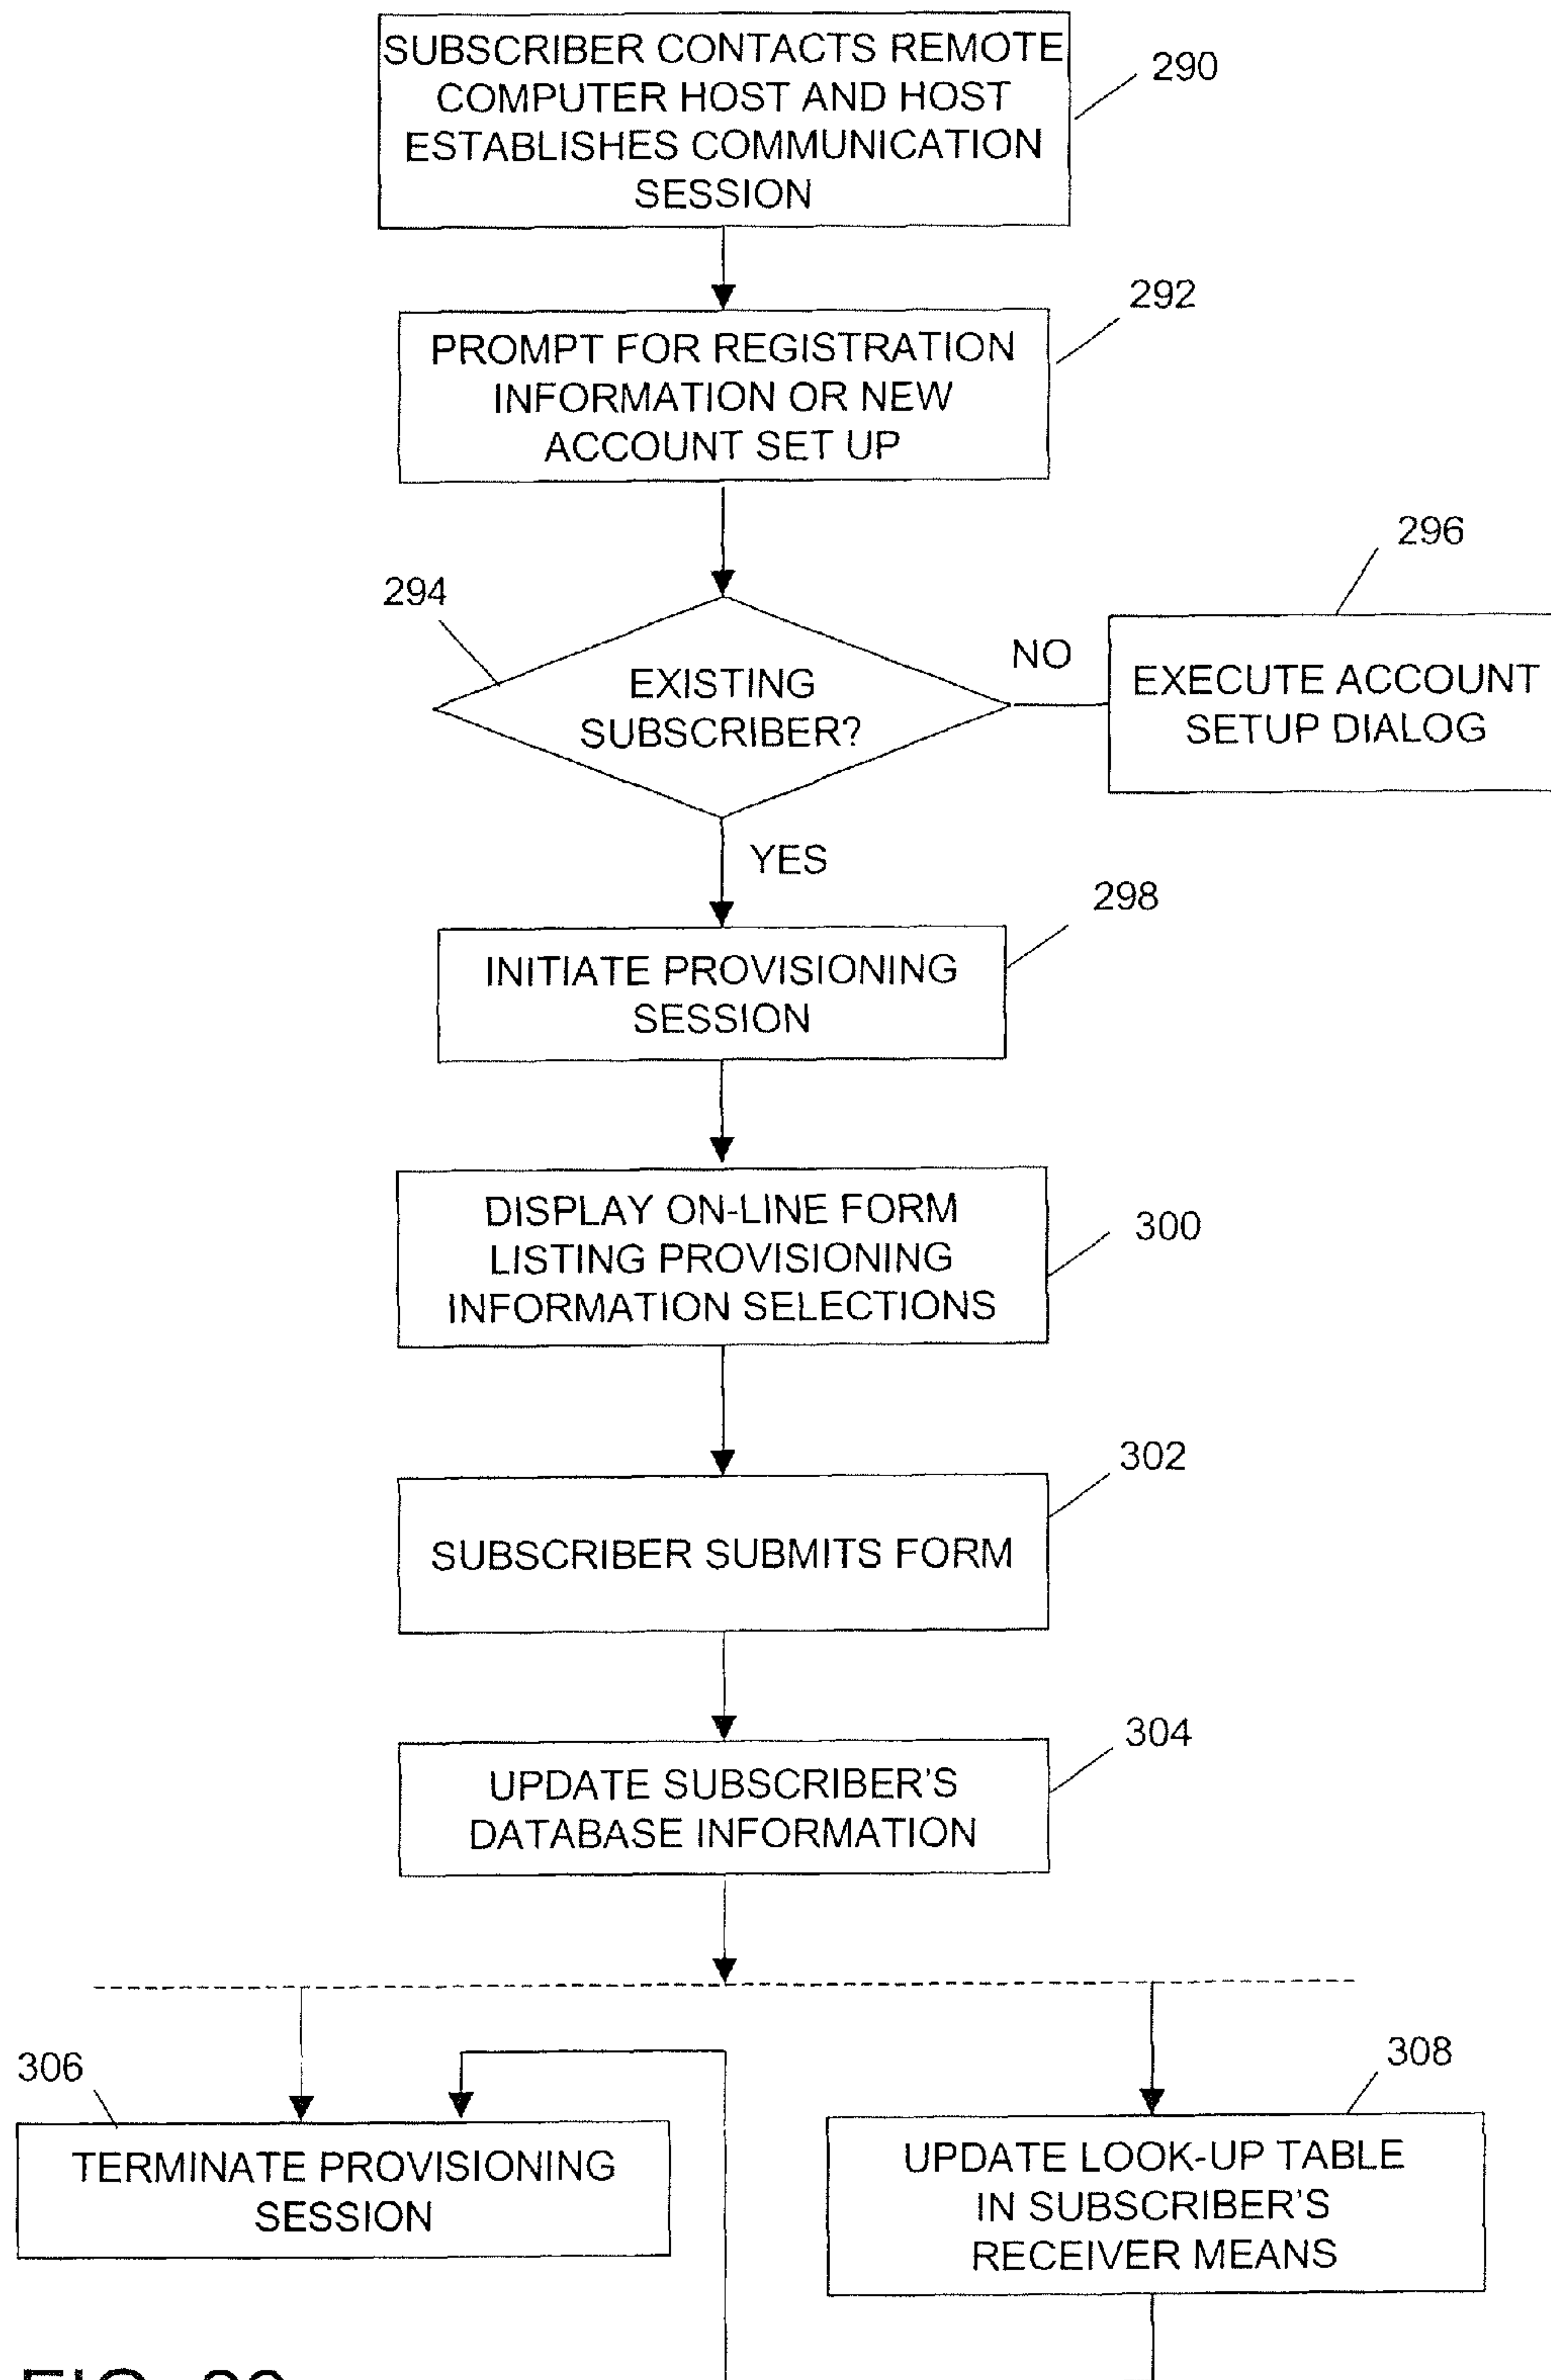 SUBSCRIBER CONTACTS REMOTE
COMPUTER HOST AND HOST
ESTABLISHES COMMUNICATION
SESSION
290
292
PROMPT FOR REGISTRATION
INFORMATION OR NEW
ACCOUNT SET UP
296
294
NO
EXISTING
SUBSCRIBER?
EXECUTE ACCOUNT
SETUP DIALOG
YES
298
INITIATE PROVISIONING
SESSION
DISPLAY ON-LINE FORM
LISTING PROVISIONING
INFORMATION SELECTIONS
300
302
SUBSCRIBER SUBMITS FORM
304
UPDATE SUBSCRIBER'S
DATABASE INFORMATION
306
308
TERMINATE PROVISIONING
SESSION
UPDATE LOOK-UP TABLE
IN SUBSCRIBER'S
RECEIVER MEANS
FIG.